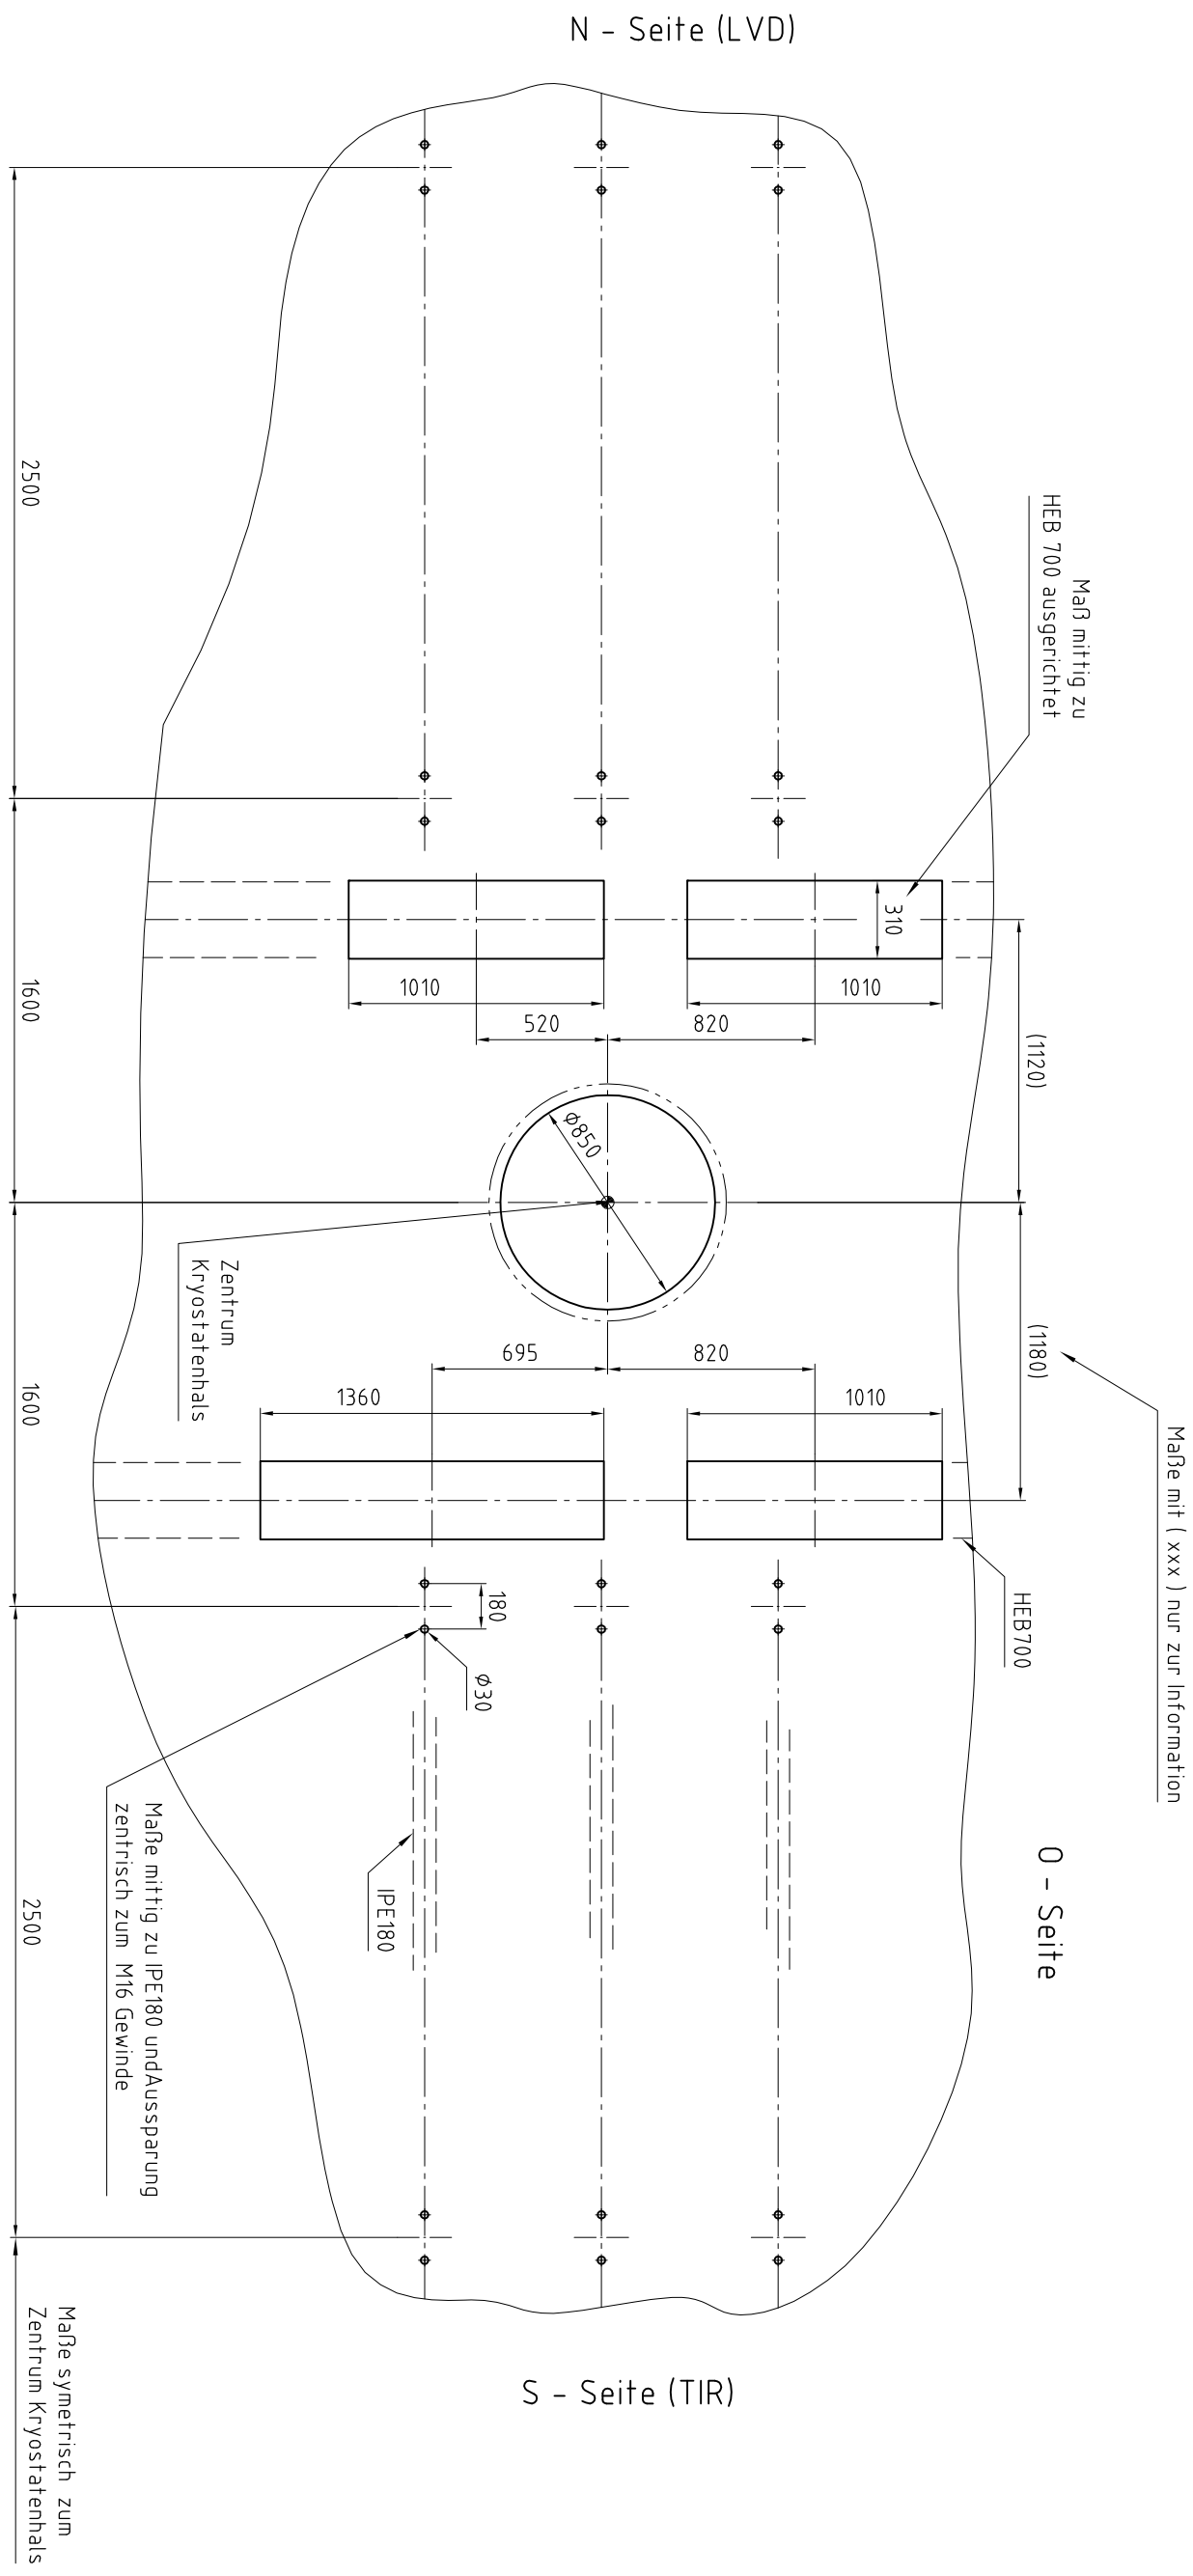 N - Seite (LVD)
Maß mittig zu
HEB 700 ausgerichtet
2500
1600
310
1010
1010
520
820
(1120)
Ø850
Zentrum
Kryostatenhals
(1180)
Maße mit ( xxx ) nur zur Information
695
820
1360
1010
1600
HEB700
180
Ø30
O - Seite
IPE180
Maße mittig zu IPE180 undAussparung
zentrisch zum M16 Gewinde
2500
S - Seite (TIR)
Maße symetrisch zum
Zentrum Kryostatenhals